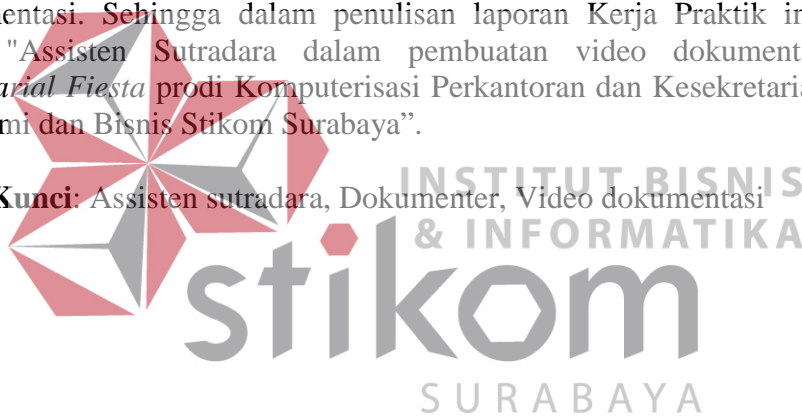 entasi. Sehingga dalam penulisan laporan Kerja Praktik in
"Assisten Sutradara dalam pembuatan video dokument
arial Fiesta prodi Komputerisasi Perkantoran dan Kesekretaria
mi dan Bisnis Stikom Surabaya”.
Kunci: Assisten sutradara, Dokumenter, Video dokumentasi
INSTITUT BISNIS
& INFORMATIKA
stikom
SURABAYA